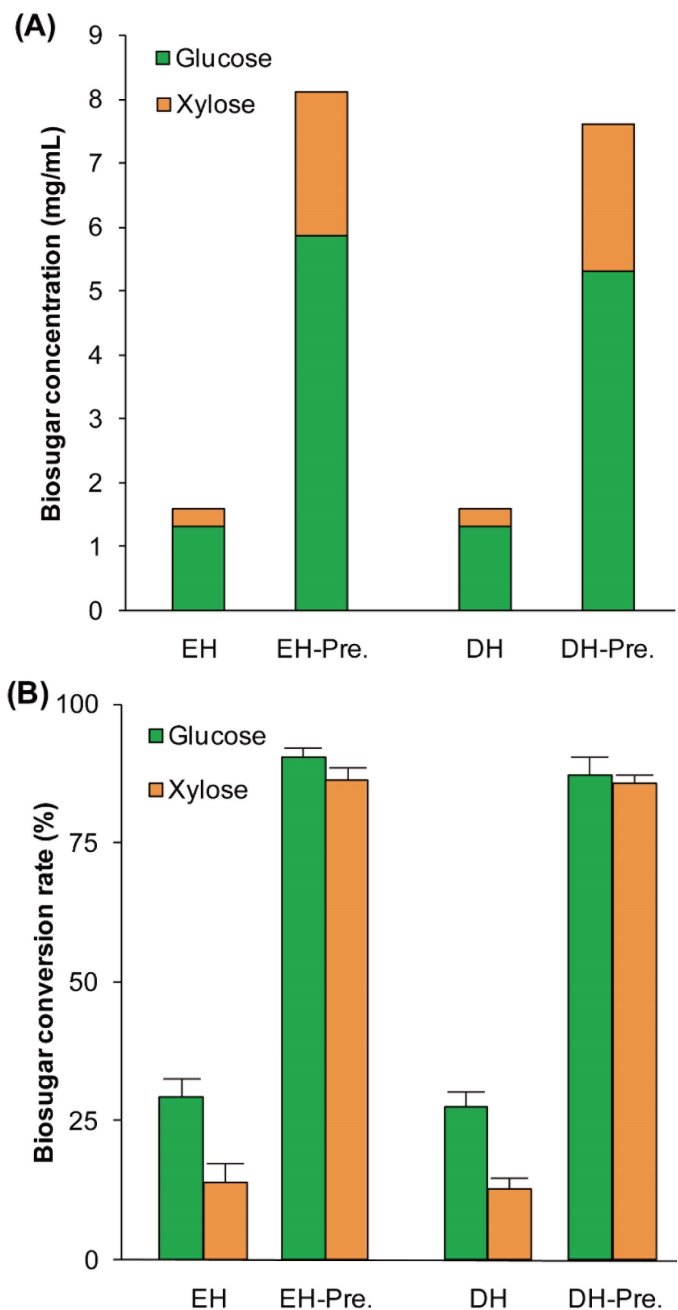 (A)
Biosugar concentration (mg/mL)
9
8
7
6
5
4
3
2
1
0
Glucose
Xylose
EH EH-Pre. DH DH-Pre.
(B)
Biosugar conversion rate (%)
100
75
50
25
0
Glucose
Xylose
EH EH-Pre. DH DH-Pre.